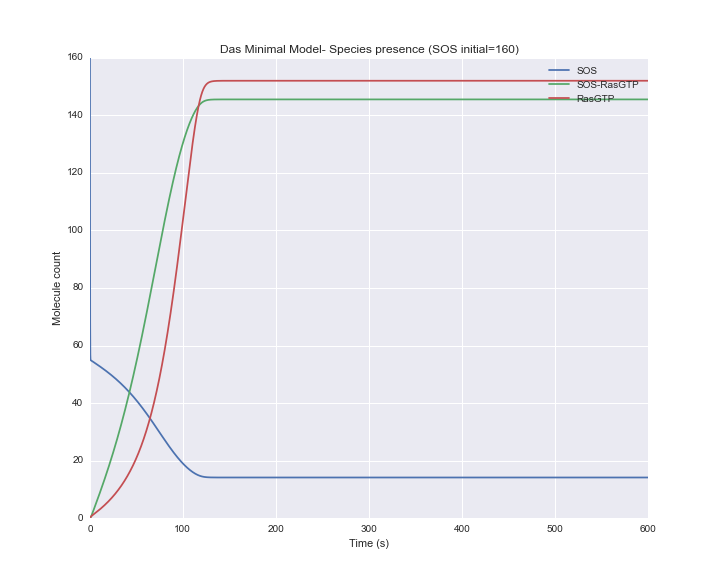 Das Minimal Model- Species presence (SOS initial=160)
160
140
120
100
80
60
40
20
0
Molecule count
SOS
SOS-RasGTP
RasGTP
0 100 200 300 400 500 600
Time (s)